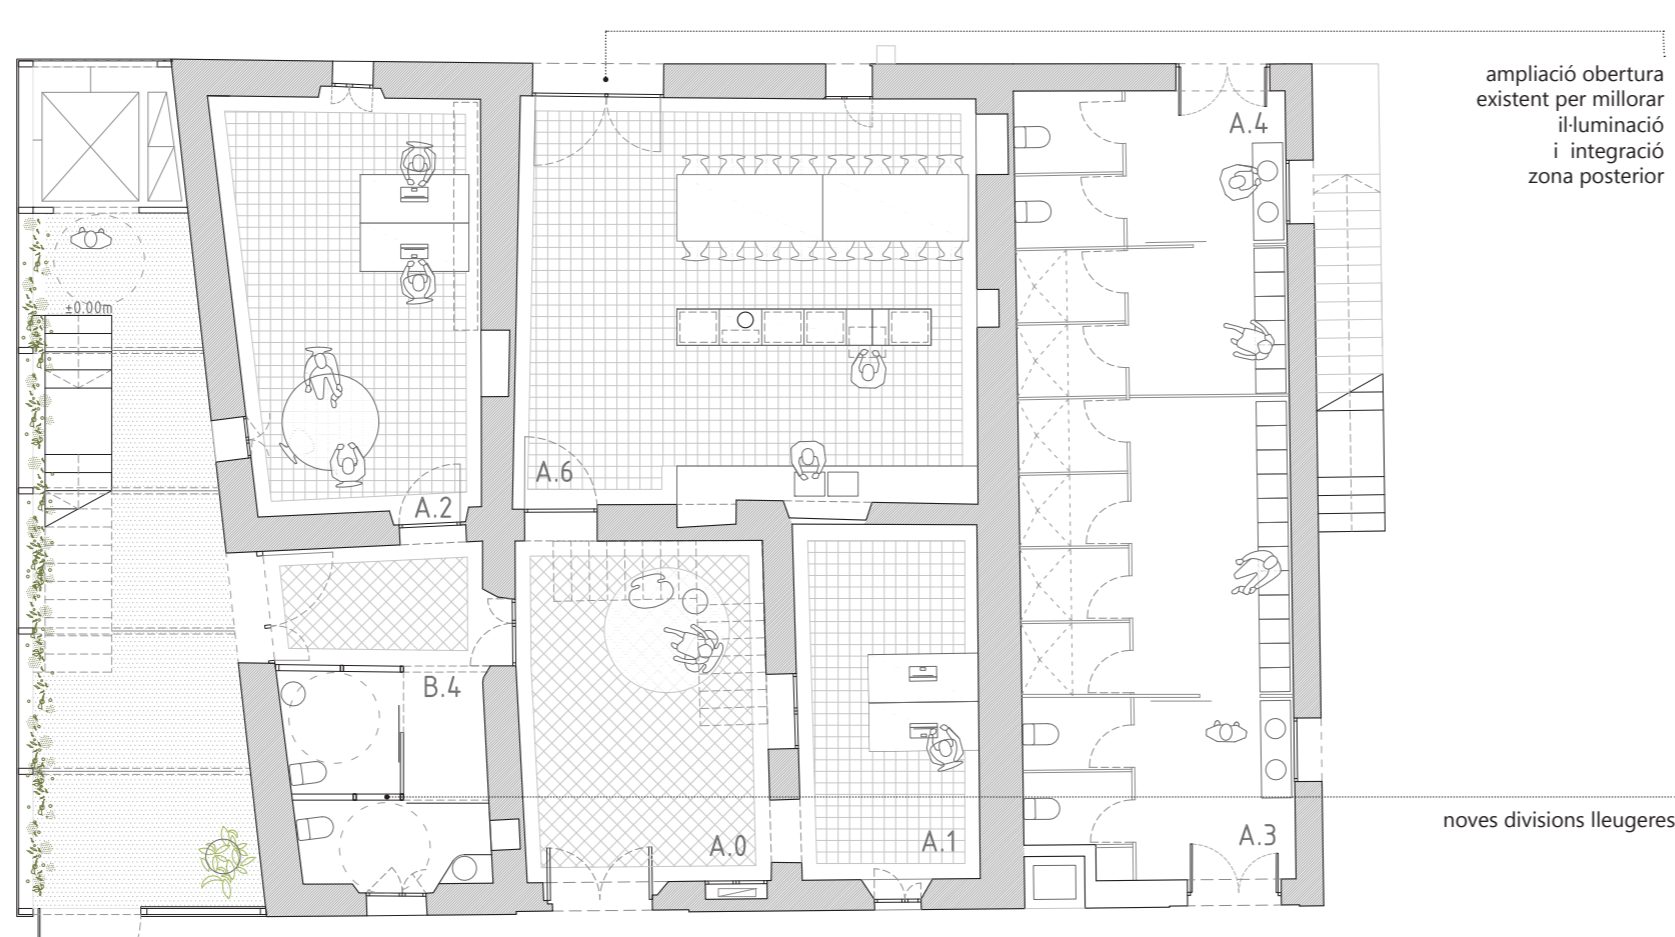 ampliació obertura
existent per millorar
il·luminació
i integració
zona posterior
A.4
±0.00m
A.6
A.2
B.4
A.0
A.1
A.3
noves divisions lleugeres